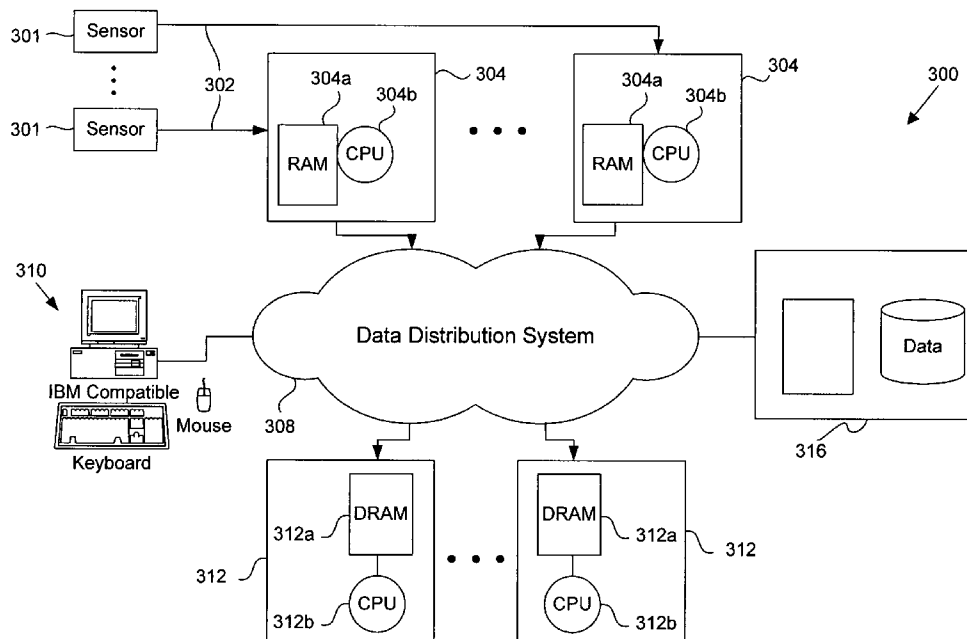 301
Sensor
301
Sensor
302
304
304a
304b
RAM
CPU
304
304a
304b
RAM
CPU
300
310
IBM Compatible
Mouse
Keyboard
Data Distribution System
308
Data
316
DRAM
312a
CPU
312b
312
DRAM
312a
CPU
312b
312